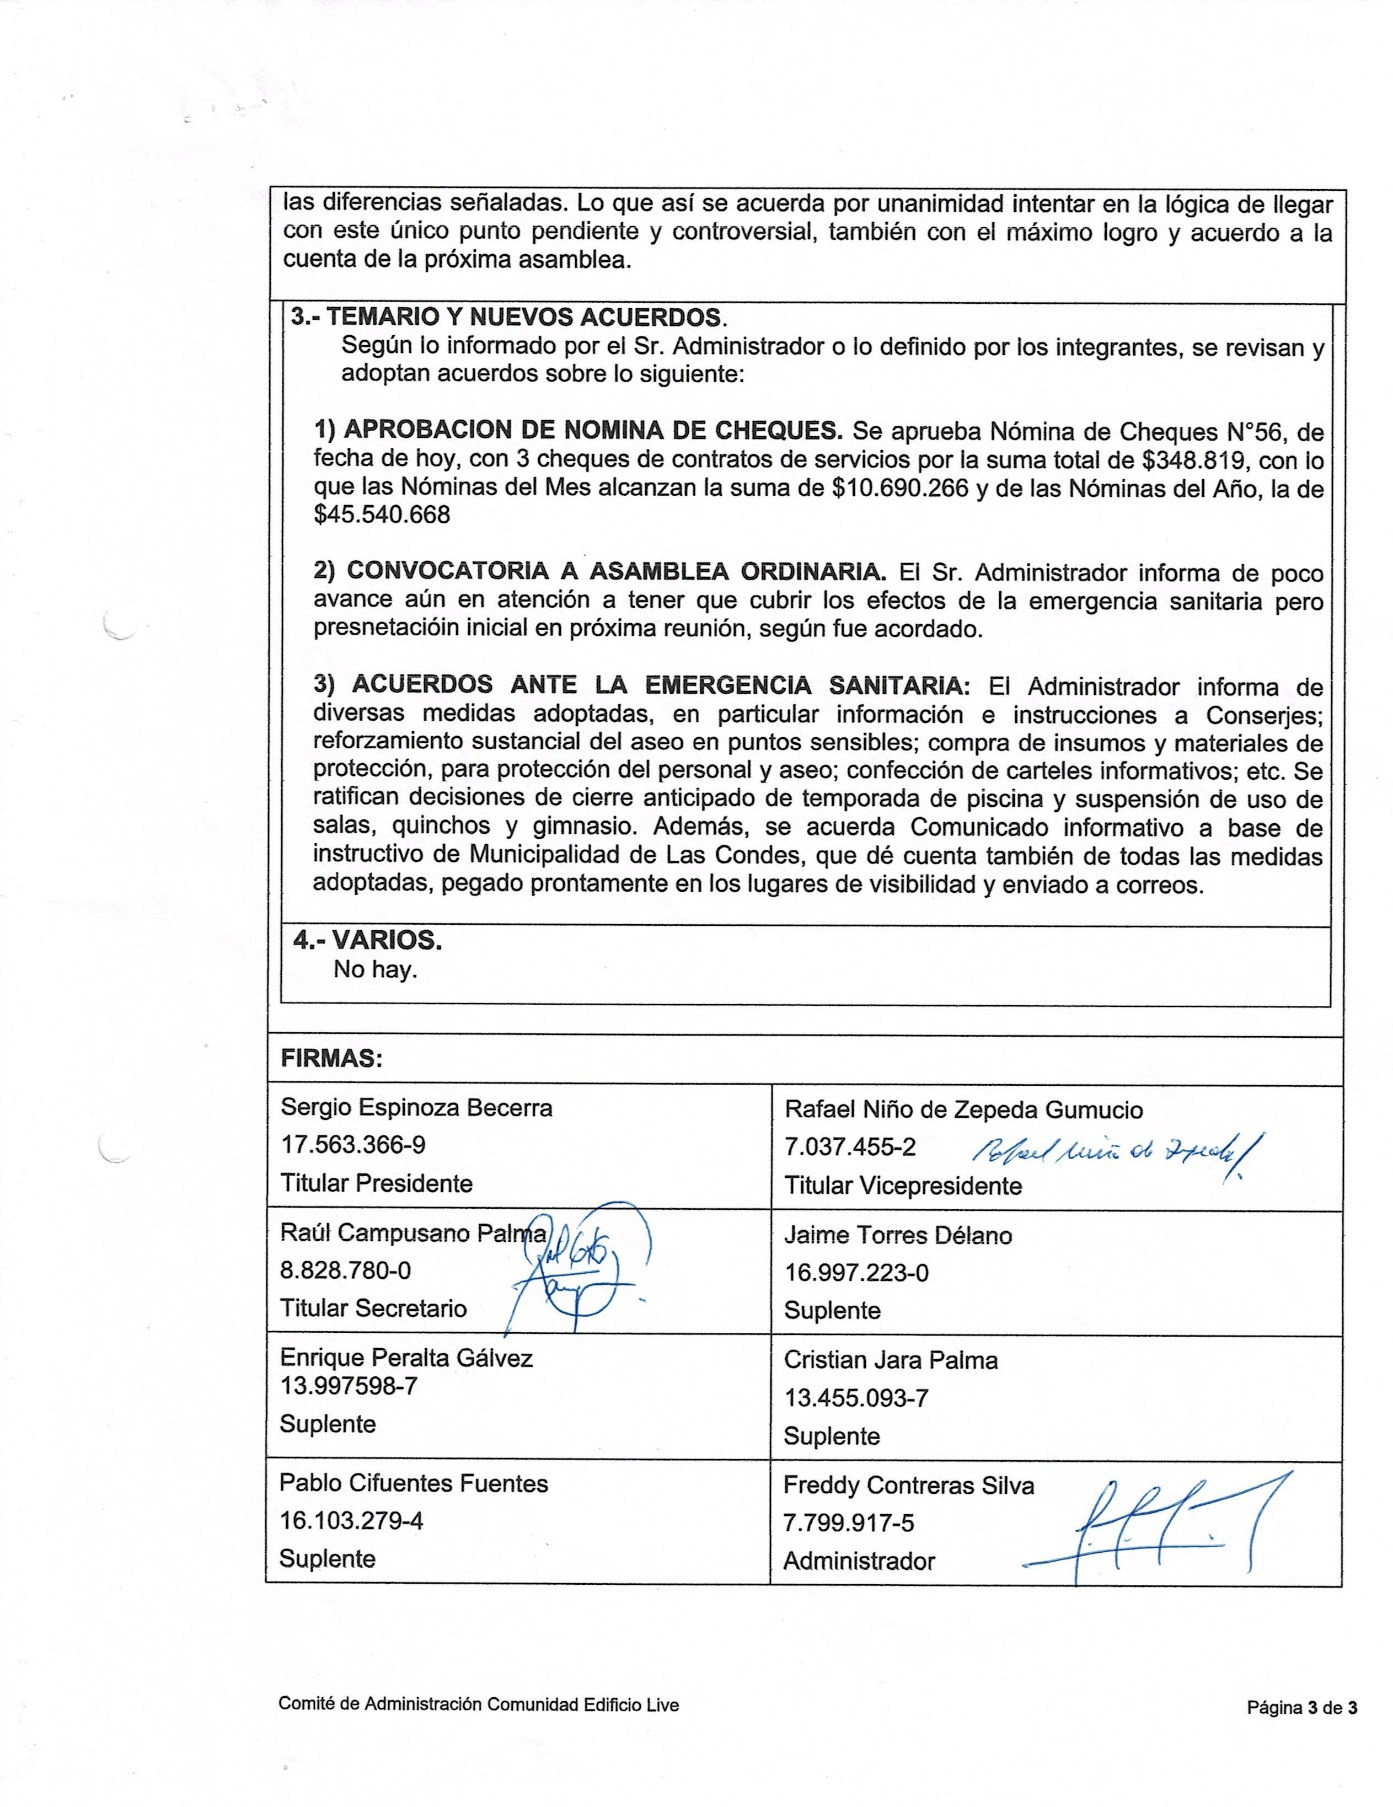 las diferencias señaladas. Lo que así se acuerda por unanimidad intentar en la lógica de llegar
con este único punto pendiente y controversial, también con el máximo logro y acuerdo a la
cuenta de la próxima asamblea.
3.- TEMARIO Y NUEVOS ACUERDOS.
Según lo informado por el Sr. Administrador o lo definido por los integrantes, se revisan y
adoptan acuerdos sobre lo siguiente:
1) APROBACION DE NOMINA DE CHEQUES. Se aprueba Nómina de Cheques N°56, de
fecha de hoy, con 3 cheques de contratos de servicios por la suma total de $348.819, con lo
que las Nóminas del Mes alcanzan la suma de $10.690.266 y de las Nóminas del Año, la de
$45.540.668
2) CONVOCATORIA A ASAMBLEA ORDINARIA. El Sr. Administrador informa de poco
avance aún en atención a tener que cubrir los efectos de la emergencia sanitaria pero
presnetacióin inicial en próxima reunión, según fue acordado.
3) ACUERDOS ANTE LA EMERGENCIA SANITARIA: El Administrador informa de
diversas medidas adoptadas, en particular información e instrucciones a Conserjes;
reforzamiento sustancial del aseo en puntos sensibles; compra de insumos y materiales de
protección, para protección del personal y aseo; confección de carteles informativos; etc. Se
ratifican decisiones de cierre anticipado de temporada de piscina y suspensión de uso de
salas, quinchos y gimnasio. Además, se acuerda Comunicado informativo a base de
instructivo de Municipalidad de Las Condes, que dé cuenta también de todas las medidas
adoptadas, pegado prontamente en los lugares de visibilidad y enviado a correos.
4.- VARIOS.
No hay.
FIRMAS:
Sergio Espinoza Becerra
17.563.366-9
Titular Presidente
Rafael Niño de Zepeda Gumucio
7.037.455-2 Rafael Niño de Zepeda
Titular Vicepresidente
Raúl Campusano Palma
8.828.780-0
Titular Secretario
Jaime Torres Délano
16.997.223-0
Suplente
Enrique Peralta Gálvez
13.997598-7
Suplente
Cristian Jara Palma
13.455.093-7
Suplente
Pablo Cifuentes Fuentes
16.103.279-4
Suplente
Freddy Contreras Silva
7.799.917-5
Administrador
Comité de Administración Comunidad Edificio Live
Página 3 de 3